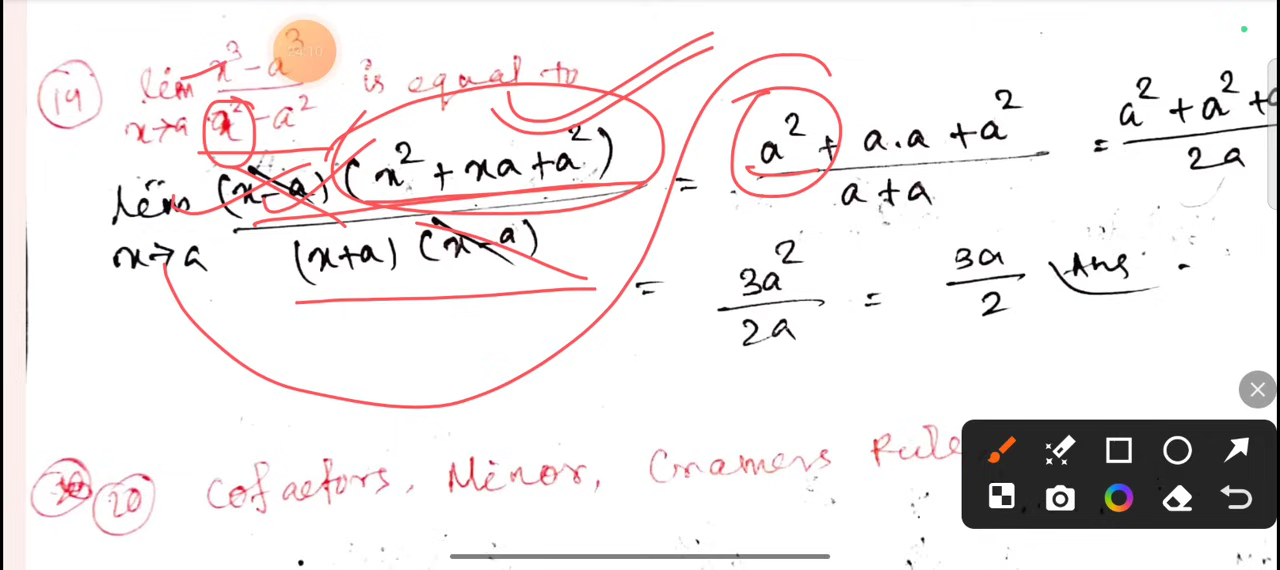 (19) lim x→a (x³ - a³)/(x² - a²) is equal to
lim x→a ((x-a) (x² + xa + a²))/((x+a) (x-a)) = (a² + a.a + a²)/(a+a) = (a² + a² +)/(2a)
= 3a²/2a = 3a/2 Ans.
(20) Cofactors, Minor, Cramers Rule